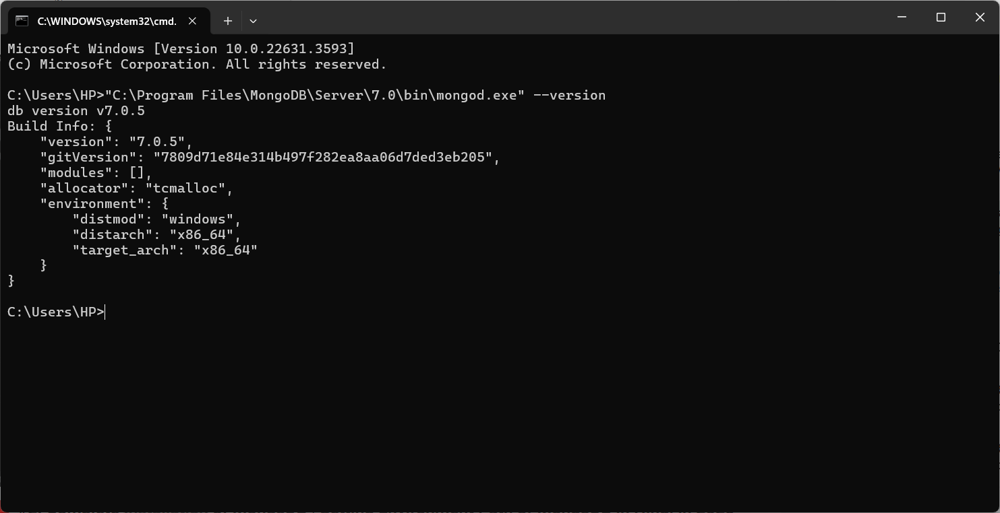 C:\WINDOWS\system32\cmd.
Microsoft Windows [Version 10.0.22631.3593]
(c) Microsoft Corporation. All rights reserved.
C:\Users\HP>"C:\Program Files\MongoDB\Server\7.0\bin\mongod.exe" --version
db version v7.0.5
Build Info: {
    "version": "7.0.5",
    "gitVersion": "7809d71e84e314b497f282ea8aa06d7ded3eb205",
    "modules": [],
    "allocator": "tcmalloc",
    "environment": {
        "distmod": "windows",
        "distarch": "x86_64",
        "target_arch": "x86_64"
    }
}
C:\Users\HP>